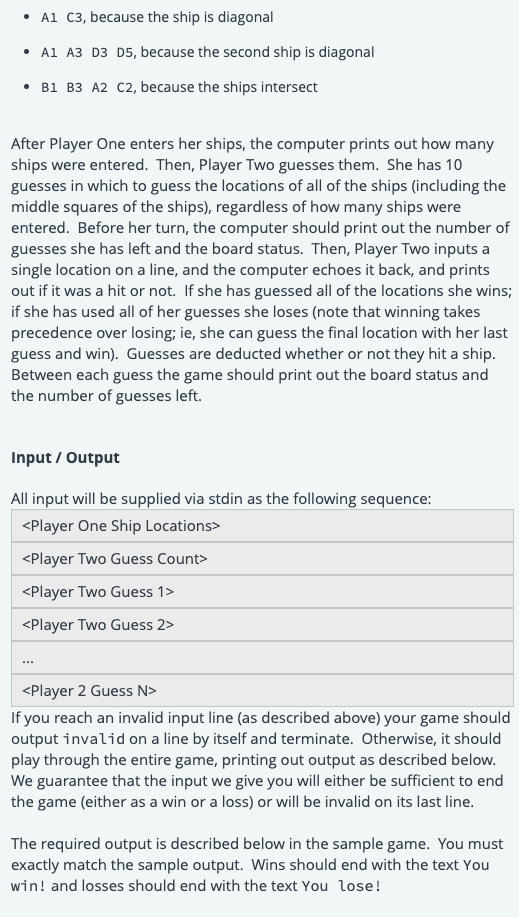 • A1 C3, because the ship is diagonal
• A1 A3 D3 D5, because the second ship is diagonal
• B1 B3 A2 C2, because the ships intersect
After Player One enters her ships, the computer prints out how many
ships were entered. Then, Player Two guesses them. She has 10
guesses in which to guess the locations of all of the ships (including the
middle squares of the ships), regardless of how many ships were
entered. Before her turn, the computer should print out the number of
guesses she has left and the board status. Then, Player Two inputs a
single location on a line, and the computer echoes it back, and prints
out if it was a hit or not. If she has guessed all of the locations she wins;
if she has used all of her guesses she loses (note that winning takes
precedence over losing; ie, she can guess the final location with her last
guess and win). Guesses are deducted whether or not they hit a ship.
Between each guess the game should print out the board status and
the number of guesses left.
Input / Output
All input will be supplied via stdin as the following sequence:
<Player One Ship Locations>
<Player Two Guess Count>
<Player Two Guess 1>
<Player Two Guess 2>
...
<Player 2 Guess N>
If you reach an invalid input line (as described above) your game should
output invalid on a line by itself and terminate. Otherwise, it should
play through the entire game, printing out output as described below.
We guarantee that the input we give you will either be sufficient to end
the game (either as a win or a loss) or will be invalid on its last line.
The required output is described below in the sample game. You must
exactly match the sample output. Wins should end with the text You
win! and losses should end with the text You lose!